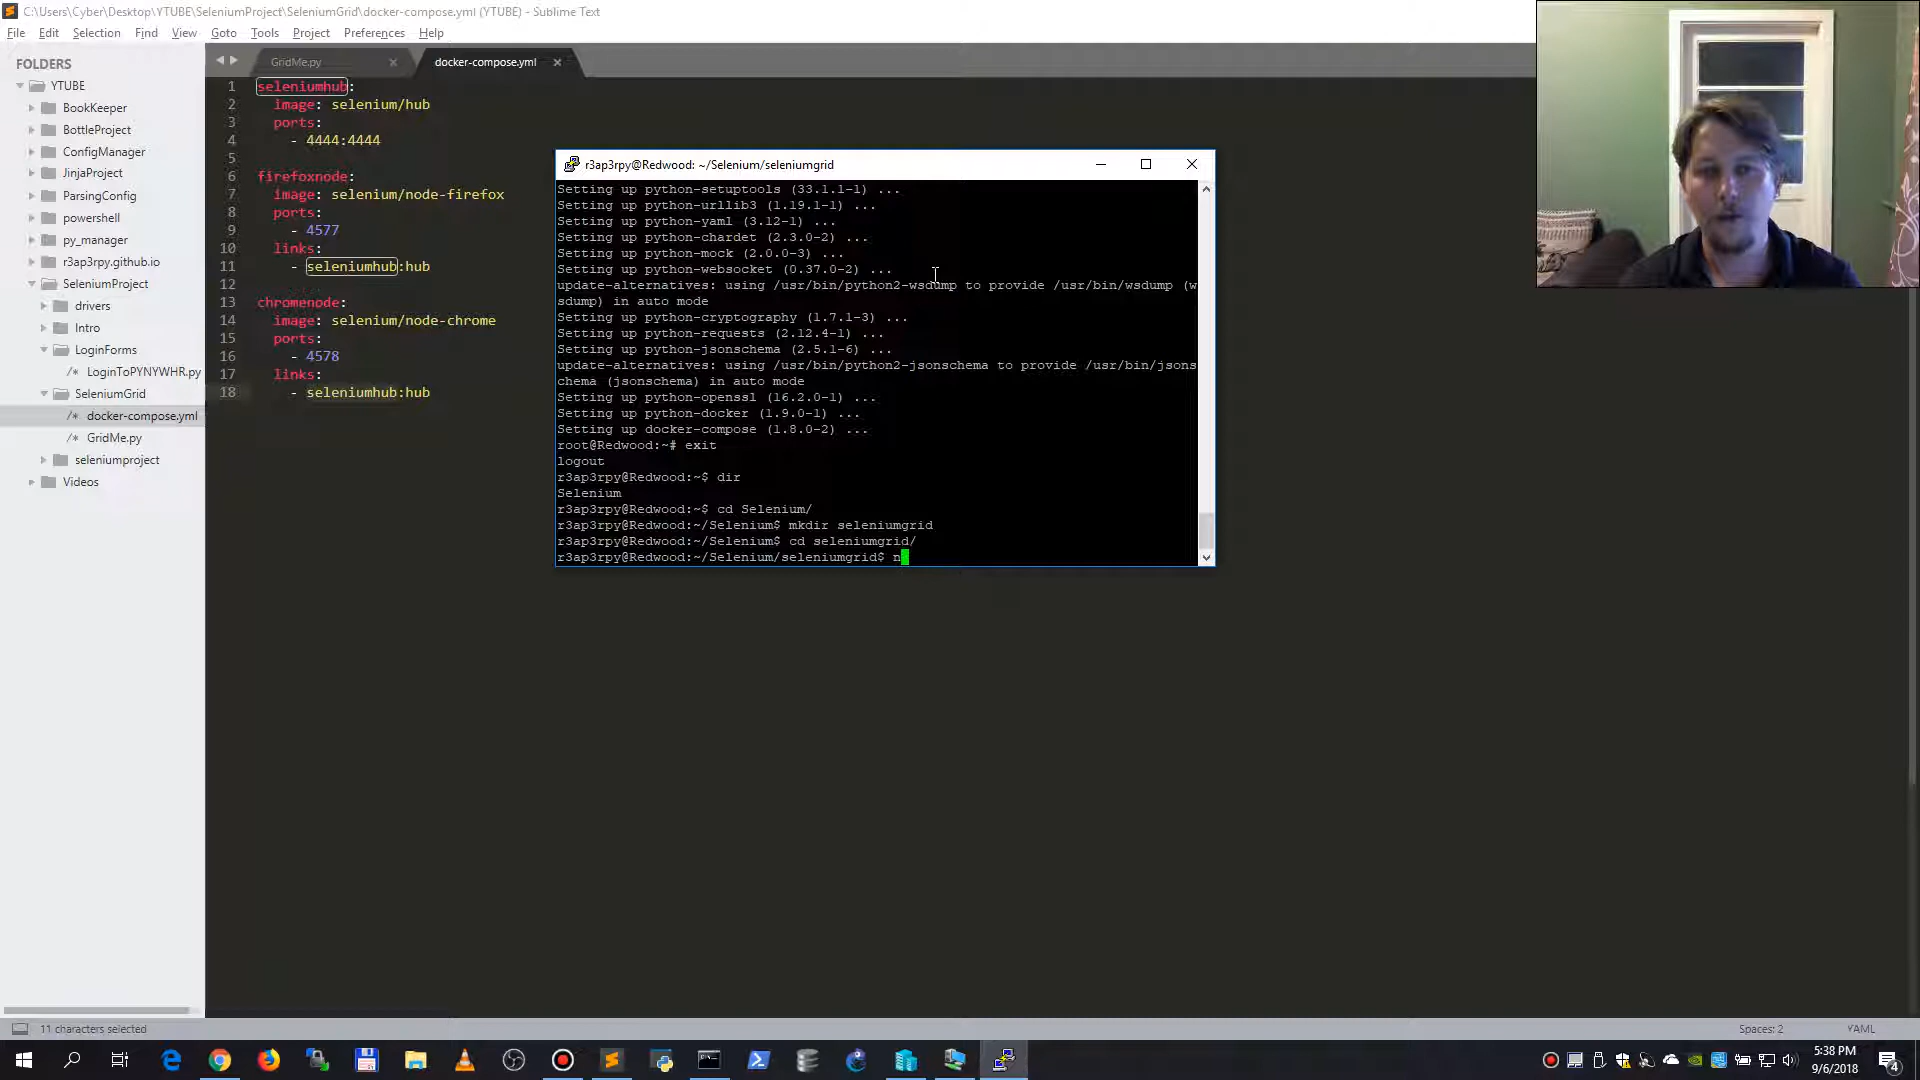 C:\Users\Cyber\Desktop\YTUBE\SeleniumProject\SeleniumGrid\docker-compose.yml (YTUBE) - Sublime Text
File Edit Selection Find View Goto Tools Project Preferences Help
FOLDERS
YTUBE
BookKeeper
BottleProject
ConfigManager
JinjaProject
ParsingConfig
powershell
py_manager
r3ap3rpy.github.io
SeleniumProject
drivers
Intro
LoginForms
/* LoginToPYNYWHR.py
SeleniumGrid
/* docker-compose.yml
/* GridMe.py
seleniumproject
Videos
GridMe.py
docker-compose.yml
1 seleniumhub:
2 image: selenium/hub
3 ports:
4 - 4444:4444
5
6 firefoxnode:
7 image: selenium/node-firefox
8 ports:
9 - 4577
10 links:
11 - seleniumhub:hub
12
13 chromenode:
14 image: selenium/node-chrome
15 ports:
16 - 4578
17 links:
18 - seleniumhub:hub
r3ap3rpy@Redwood: ~/Selenium/seleniumgrid
Setting up python-setuptools (33.1.1-1) ...
Setting up python-urllib3 (1.19.1-1) ...
Setting up python-yaml (3.12-1) ...
Setting up python-chardet (2.3.0-2) ...
Setting up python-mock (2.0.0-3) ...
Setting up python-websocket (0.37.0-2) ...
update-alternatives: using /usr/bin/python2-wsdump to provide /usr/bin/wsdump (w
sdump) in auto mode
Setting up python-cryptography (1.7.1-3) ...
Setting up python-requests (2.12.4-1) ...
Setting up python-jsonschema (2.5.1-6) ...
update-alternatives: using /usr/bin/python2-jsonschema to provide /usr/bin/jsons
chema (jsonschema) in auto mode
Setting up python-openssl (16.2.0-1) ...
Setting up python-docker (1.9.0-1) ...
Setting up docker-compose (1.8.0-2) ...
root@Redwood:~# exit
logout
r3ap3rpy@Redwood:~$ dir
Selenium
r3ap3rpy@Redwood:~$ cd Selenium/
r3ap3rpy@Redwood:~/Selenium$ mkdir seleniumgrid
r3ap3rpy@Redwood:~/Selenium$ cd seleniumgrid/
r3ap3rpy@Redwood:~/Selenium/seleniumgrid$ n
11 characters selected
Spaces: 2
YAML
5:38 PM
9/6/2018
4